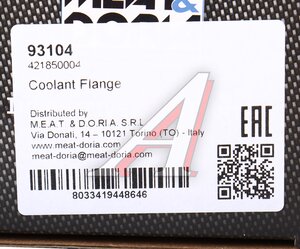 MEAT &
DORIA
93104
421850004
Coolant Flange
Distributed by
M.E.A.T. & D.O.R.I.A. S.R.L.
Via Donati, 14 – 10121 Torino (TO) - Italy
www.meat-doria.com
meat-doria@meat-doria.com
EAC
8033419448646